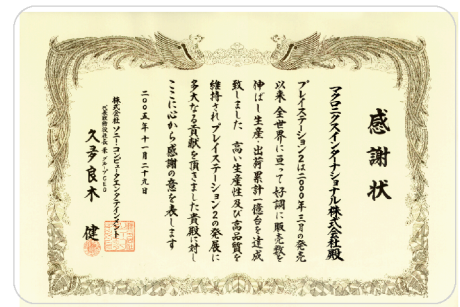 感謝状
マクロニクスインターナショナル株式会社殿
プレイステーション2は二〇〇〇年三月の発売
以来全世界に亘って好調に販売数を
伸ばし生産・出荷累計一億台を達成
致しました 高い生産性及び高品質を
維持されプレイステーション2の発展に
多大なる貢献を頂きました貴殿に対し
ここに心から感謝の意を表します
二〇〇五年十一月二十九日
株式会社 ソニー・コンピュータエンタテインメント
代表取締役社長 兼 グループCEO
久多良木 健